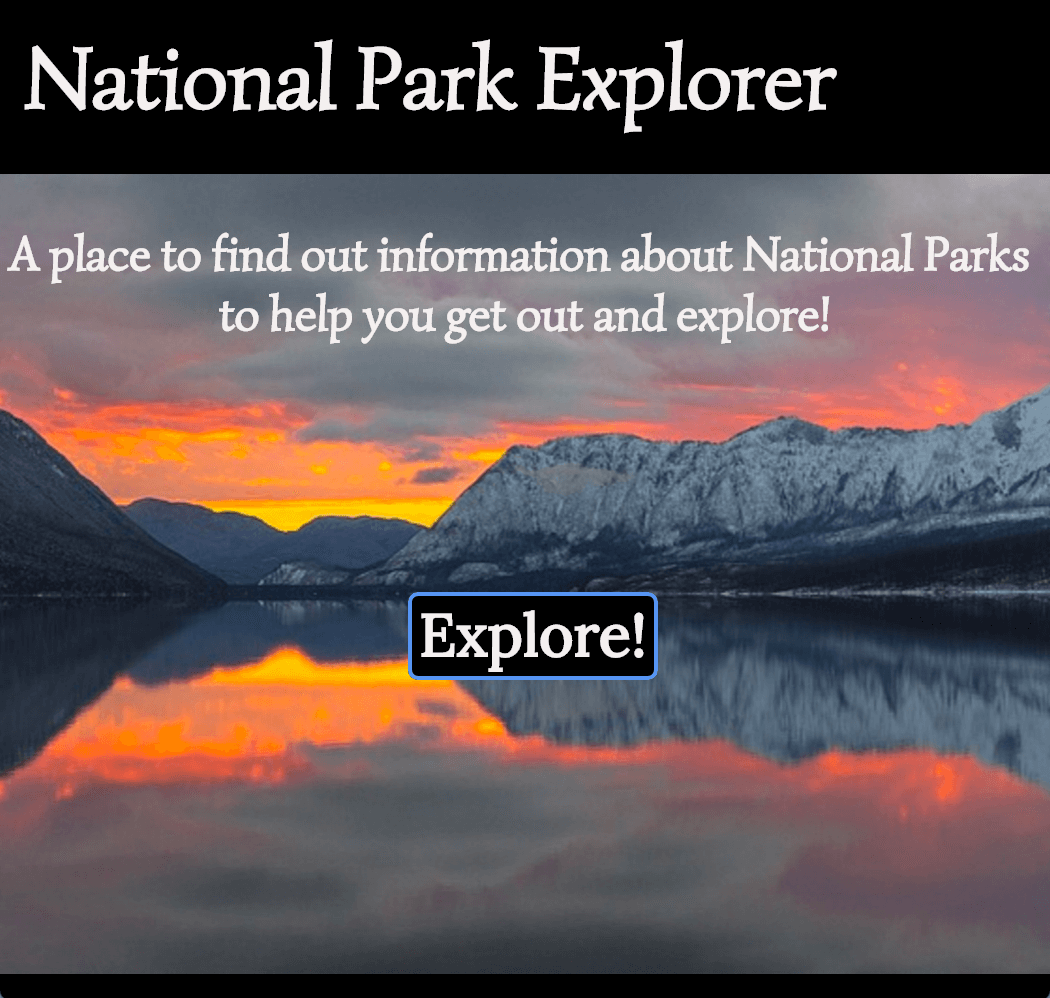 National Park Explorer
A place to find out information about National Parks
to help you get out and explore!
Explore!